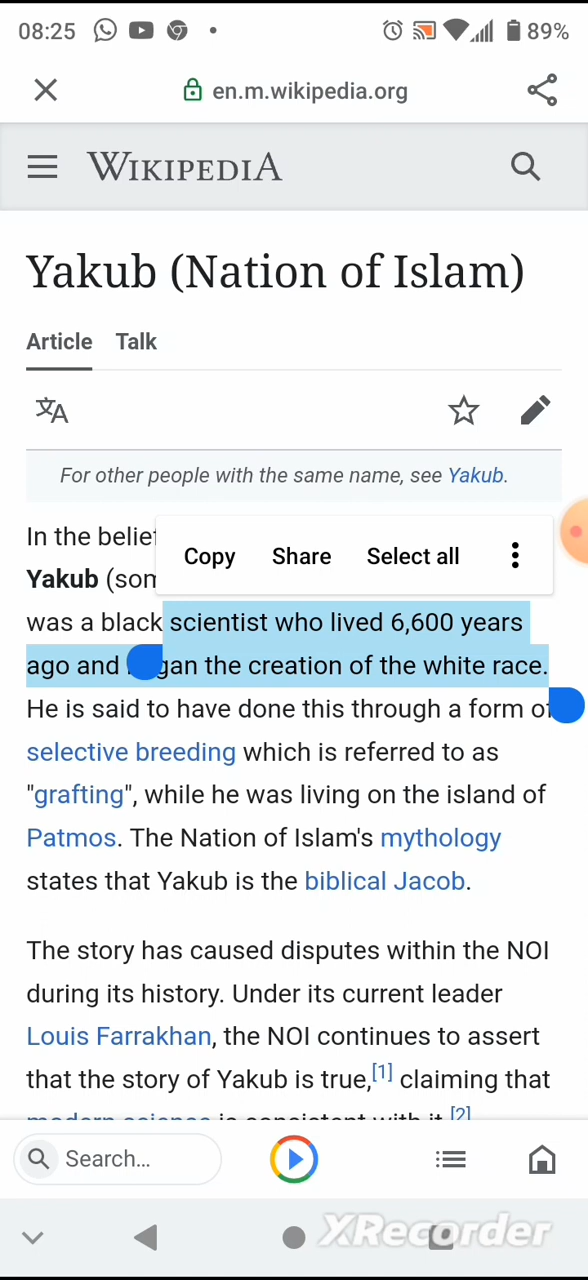 08:25
89%
en.m.wikipedia.org
WIKIPEDIA
Yakub (Nation of Islam)
Article Talk
For other people with the same name, see Yakub.
In the
Copy Share Select all
Yakub
was a black scientist who lived 6,600 years
ago and the creation of the white race.
He is said to have done this through a form of
selective breeding which is referred to as
"grafting", while he was living on the island of
Patmos. The Nation of Islam's mythology
states that Yakub is the biblical Jacob.
The story has caused disputes within the NOI
during its history. Under its current leader
Louis Farrakhan, the NOI continues to assert
that the story of Yakub is true,[1] claiming that
modern science is consistent with it.[2]
Search...
XRecorder